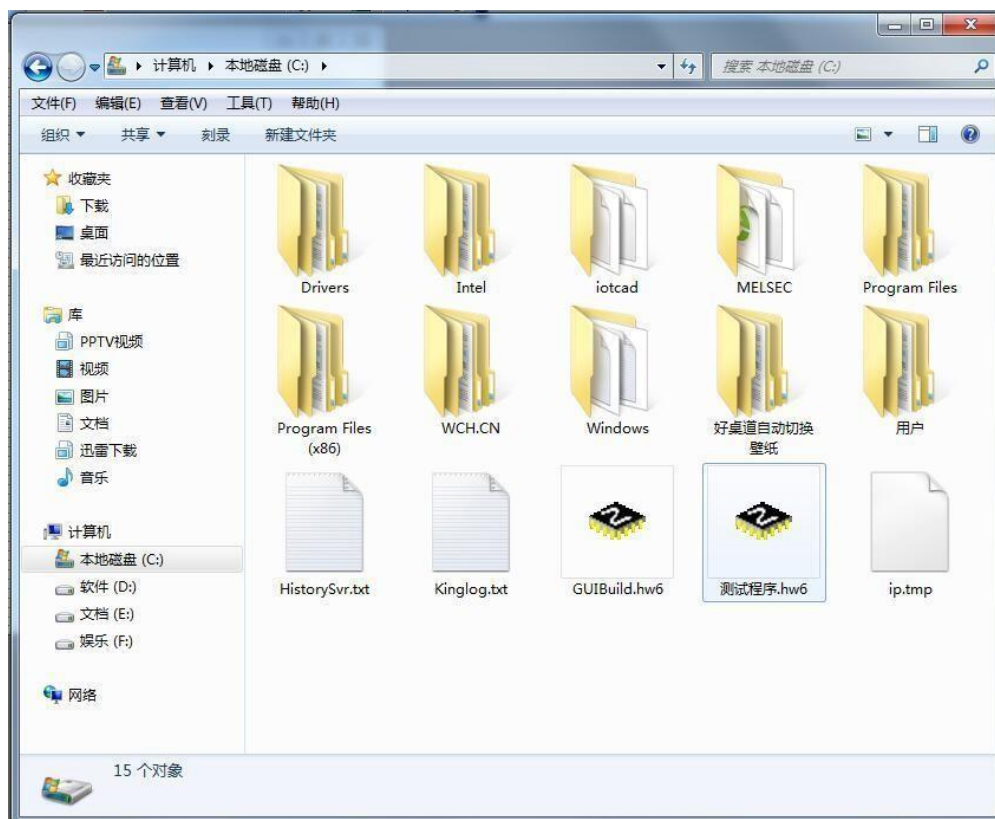 计算机 本地磁盘 (C:)
搜索 本地磁盘 (C:)
文件(F) 编辑(E) 查看(V) 工具(T) 帮助(H)
组织 共享 刻录 新建文件夹
收藏夹
下载
桌面
最近访问的位置
库
PPTV视频
视频
图片
文档
迅雷下载
音乐
计算机
本地磁盘 (C:)
软件 (D:)
文档 (E:)
娱乐 (F:)
网络
Drivers Intel iotcad MELSEC Program Files
Program Files (x86) WCH.CN Windows 好桌道自动切换壁纸 用户
HistorySvr.txt Kinglog.txt GUIBuild.hw6 测试程序.hw6 ip.tmp
15 个对象